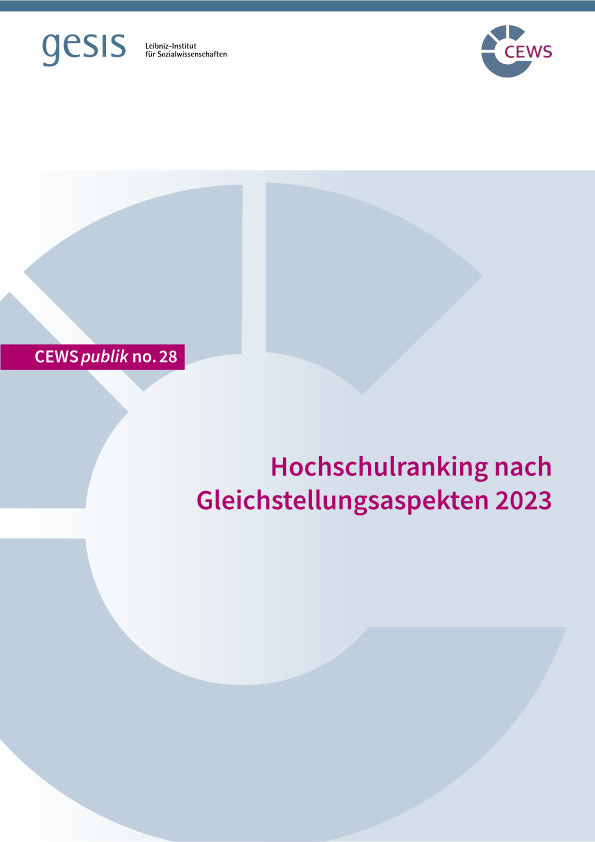 gesis
Leibniz-Institut
für Sozialwissenschaften
CEWS
CEWS publik no. 28
Hochschulranking nach
Gleichstellungsaspekten 2023